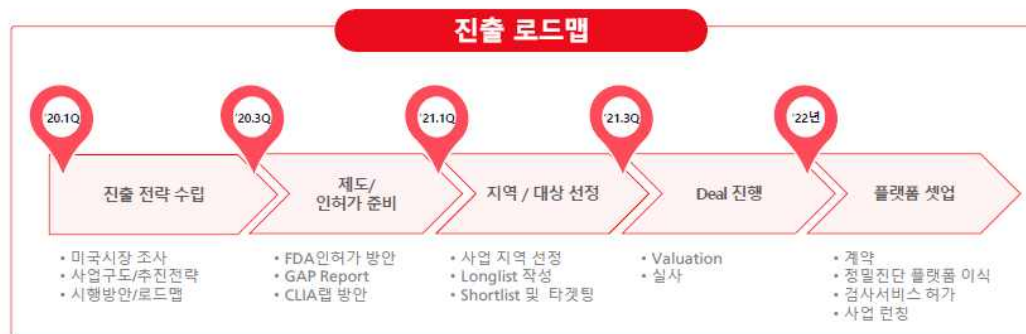 진출 로드맵
'20.1Q
'20.3Q
'21.1Q
'21.3Q
'22년
진출 전략 수립
제도/
인허가 준비
지역 / 대상 선정
Deal 진행
플랫폼 셋업
• 미국시장 조사
• 사업구도/추진전략
• 시행방안/로드맵
• FDA인허가 방안
• GAP Report
• CLIA랩 방안
• 사업 지역 선정
• Longlist 작성
• Shortlist 및 타겟팅
• Valuation
• 실사
• 계약
• 정밀진단 플랫폼 이식
• 검사서비스 허가
• 사업 런칭